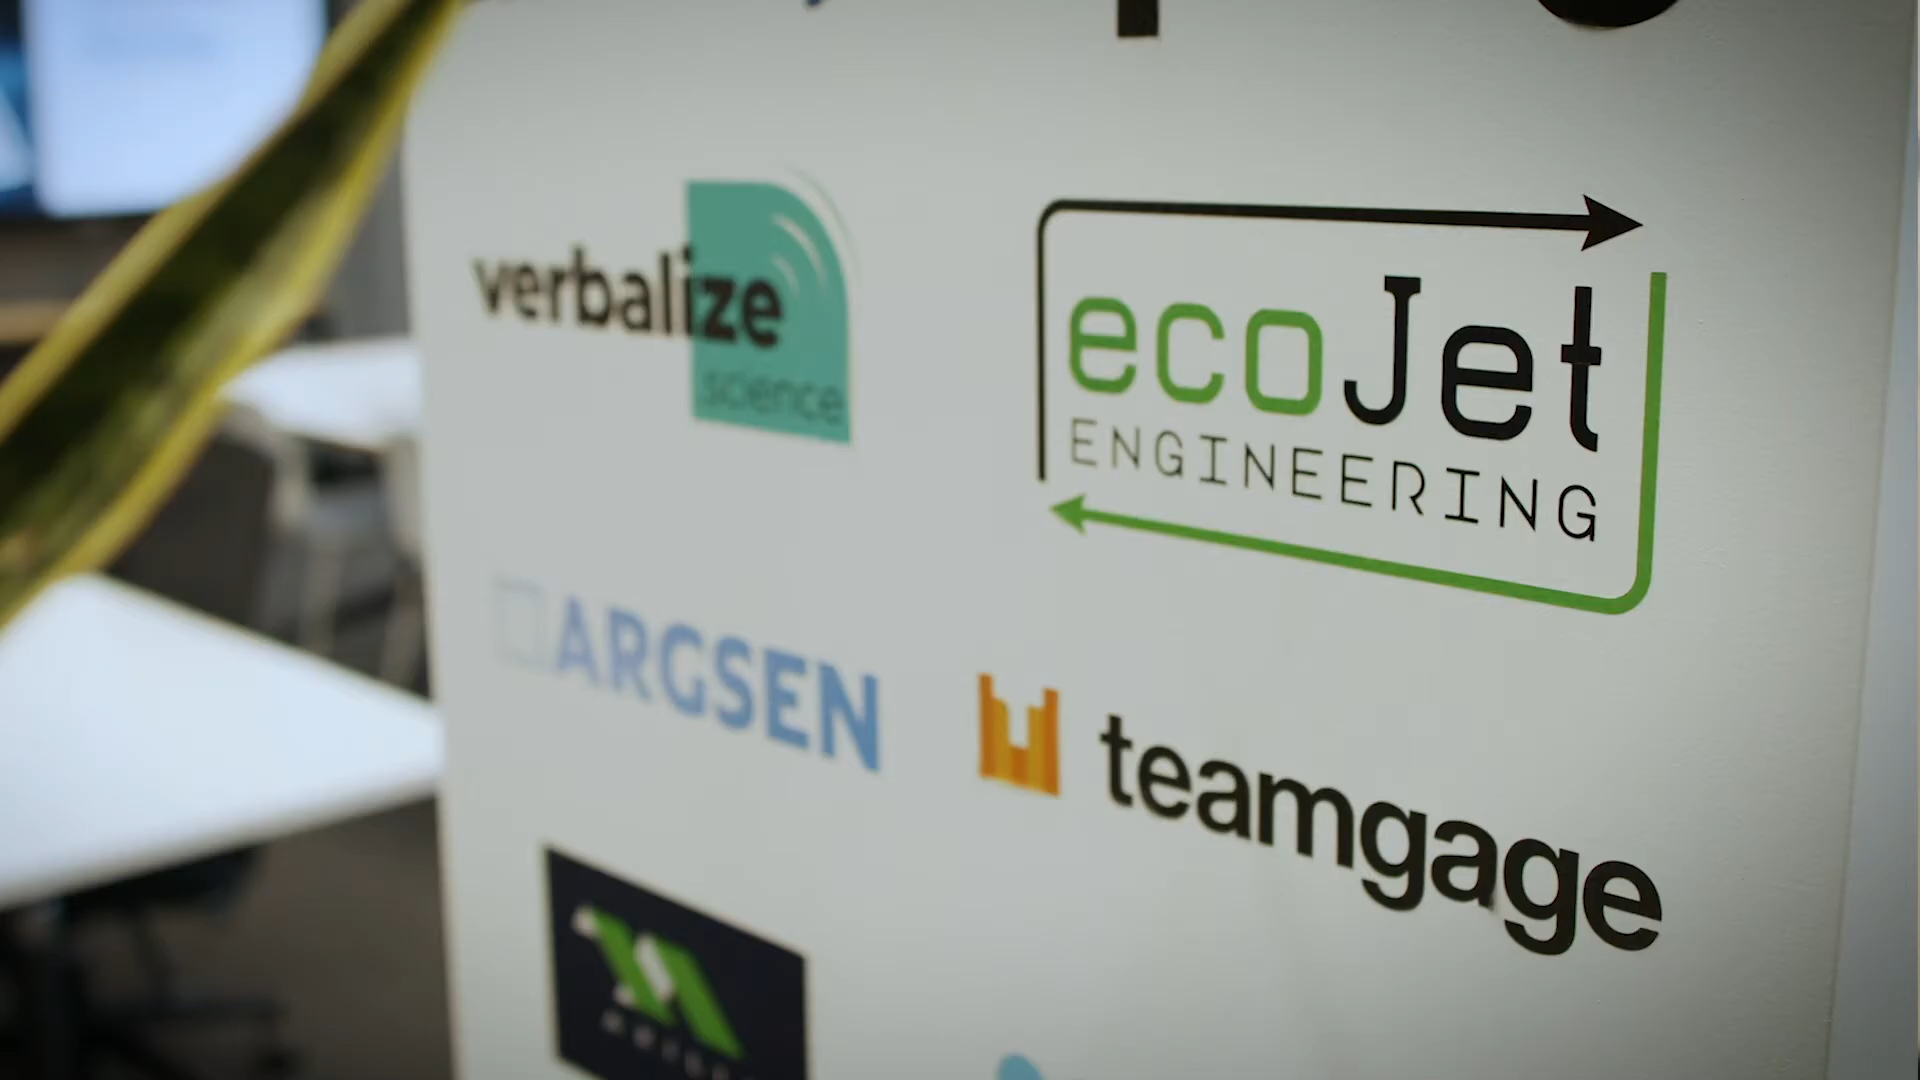 verbalize
science
ecoJet
ENGINEERING
ARGSEN
teamgage